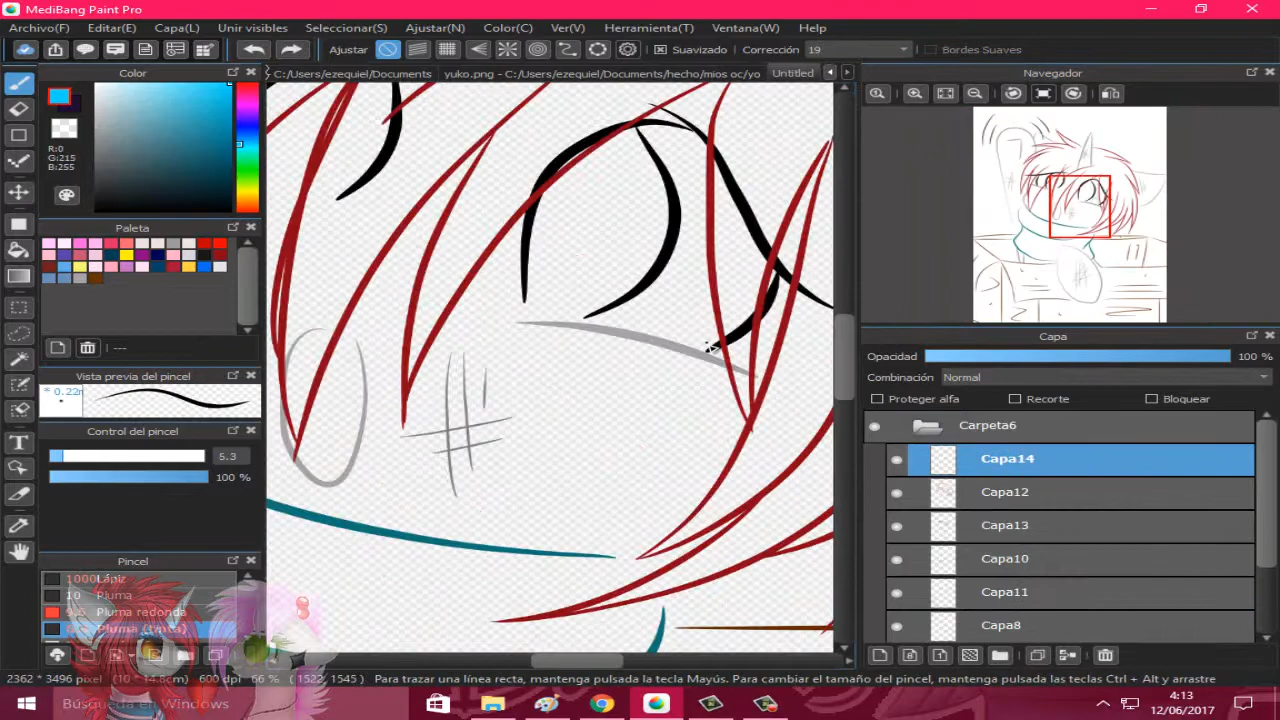 MediBang Paint Pro
Archivo(F) Editar(E) Capa(L) Unir visibles Seleccionar(S) Ajustar(N) Color(C) Ver(V) Herramienta(T) Ventana(W) Help
Ajustar Suavizado Corrección 19 Bordes Suaves
Color
C:/Users/ezequiel/Documents yuko.png - C:/Users/ezequiel/Documents/hecho/mios oc/yo Untitled
Navegador
R:0
G:215
B:255
Paleta
---
Vista previa del pincel
* 0.22m
Control del pincel
5.3
100 %
Pincel
1000 Lápiz
10 Pluma
Pluma redonda
Pluma (tinta)
Capa
Opacidad 100 %
Combinación Normal
Proteger alfa Recorte Bloquear
Carpeta6
Capa14
Capa12
Capa13
Capa10
Capa11
Capa8
2362 * 3496 pixel (10 * 14.8cm) 600 dpi 66 % ( 1522, 1545 ) Para trazar una línea recta, mantenga pulsada la tecla Mayús. Para cambiar el tamaño del pincel, mantenga pulsadas las teclas Ctrl + Alt y arrastre
Búsqueda en Windows
4:13
12/06/2017